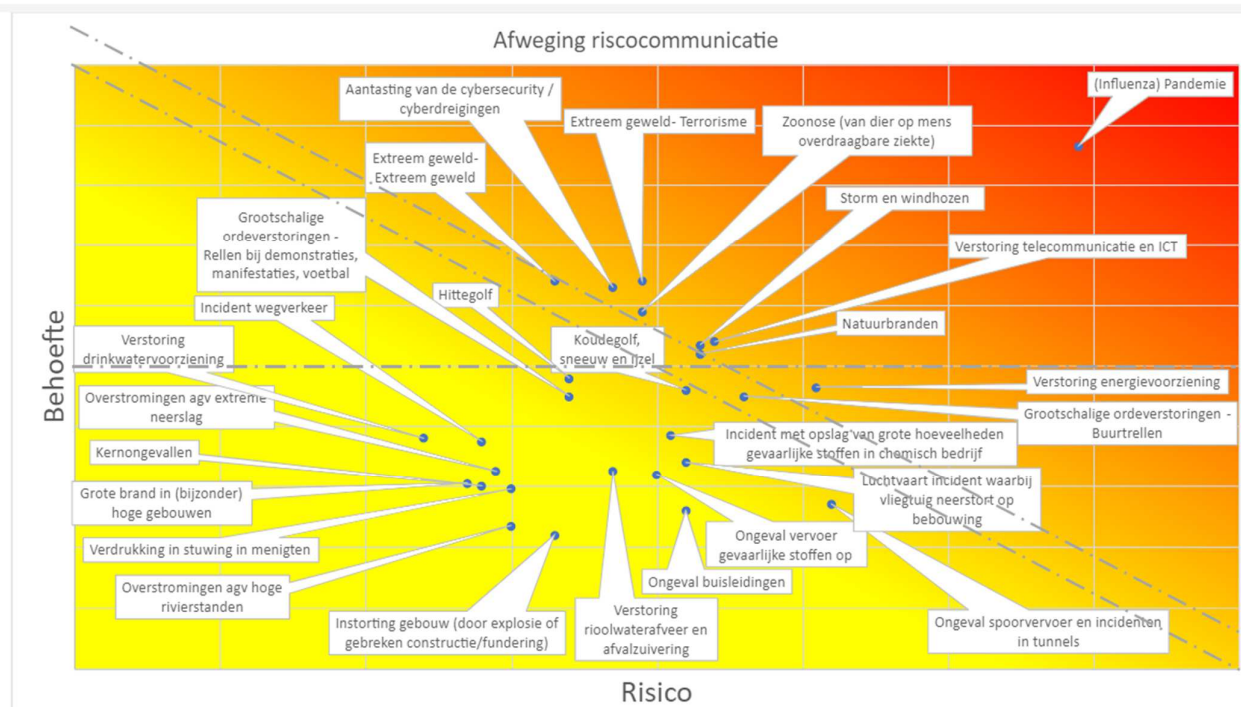 Afweging riscocommunicatie
Aantasting van de cybersecurity /
cyberdreigingen
(Influenza) Pandemie
Extreem geweld- Terrorisme
Zoonose (van dier op mens
overdraagbare ziekte)
Extreem geweld-
Extreem geweld
Storm en windhozen
Grootschalige
ordeverstoringen -
Rellen bij demonstraties,
manifestaties, voetbal
Verstoring telecommunicatie en ICT
Hittegolf
Incident wegverkeer
Natuurbranden
Koudegolf,
sneeuw en ijzel
Verstoring
drinkwatervoorziening
Behoefte
Verstoring energievoorziening
Overstromingen agv extreme
neerslag
Grootschalige ordeverstoringen -
Buurtrellen
Incident met opslag van grote hoeveelheden
gevaarlijke stoffen in chemisch bedrijf
Kernongevallen
Luchtvaart incident waarbij
vliegtuig neerstort op
bebouwing
Grote brand in (bijzonder)
hoge gebouwen
Ongeval vervoer
gevaarlijke stoffen op
Verdrukking in stuwing in menigten
Ongeval buisleidingen
Overstromingen agv hoge
rivierstanden
Instorting gebouw (door explosie of
gebreken constructie/fundering)
Verstoring
rioolwaterafveer en
afvalzuivering
Ongeval spoorvervoer en incidenten
in tunnels
Risico